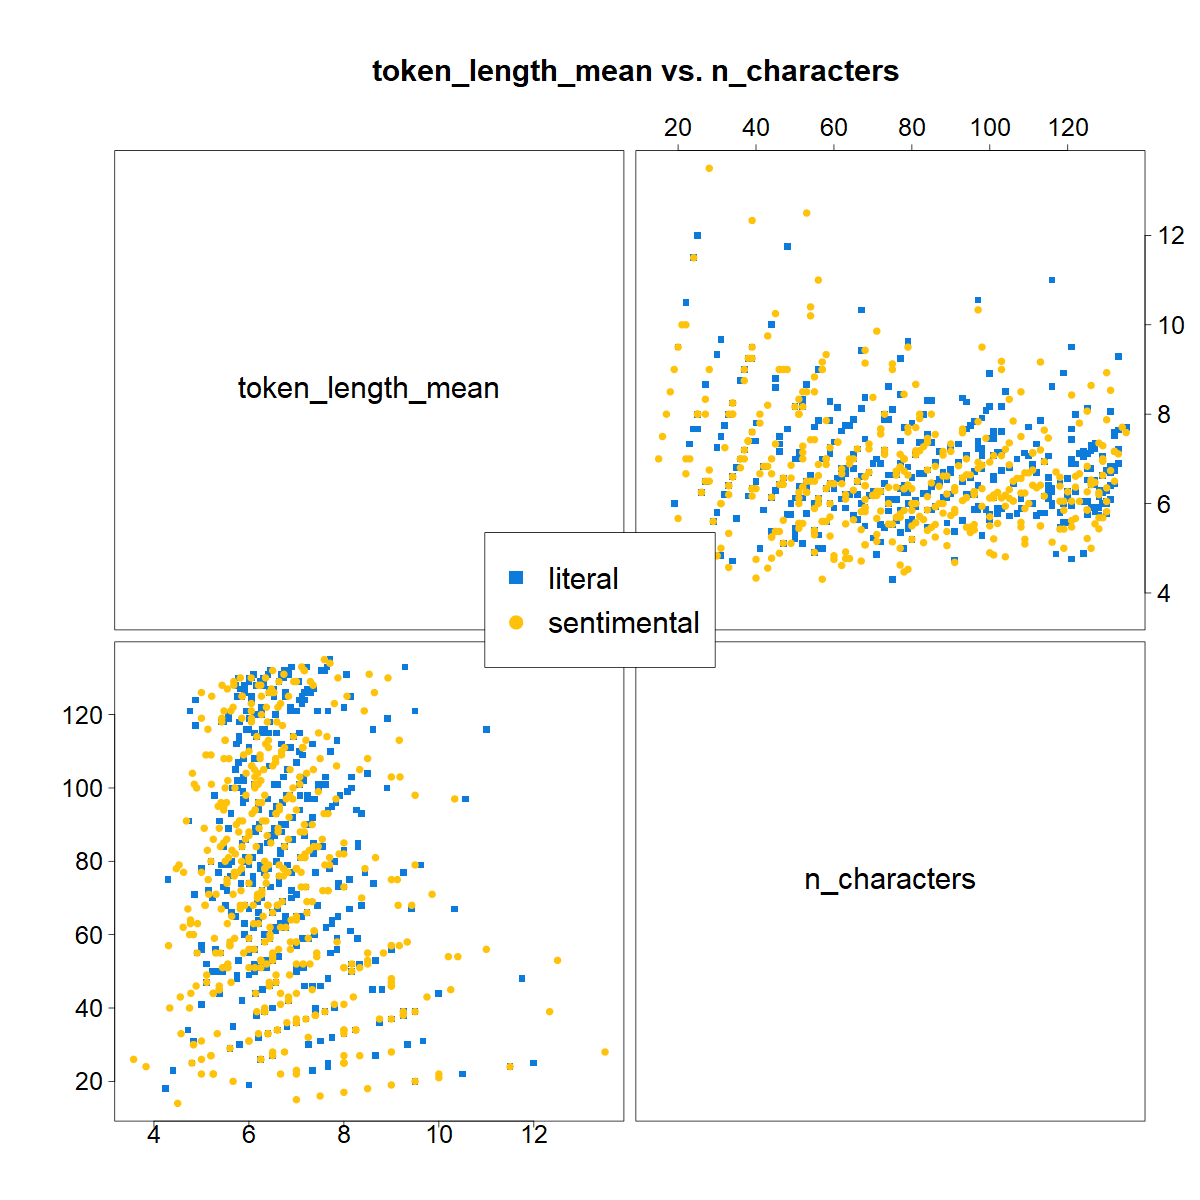 token_length_mean vs. n_characters
20 40 60 80 100 120
token_length_mean
12
10
8
6
4
literal
sentimental
120
100
80
60
40
20
n_characters
4 6 8 10 12